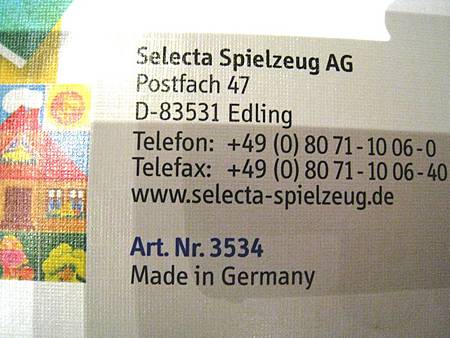 Selecta Spielzeug AG
Postfach 47
D-83531 Edling
Telefon: +49 (0) 80 71 - 10 06 - 0
Telefax: +49 (0) 80 71 - 10 06 - 40
www.selecta-spielzeug.de
Art. Nr. 3534
Made in Germany